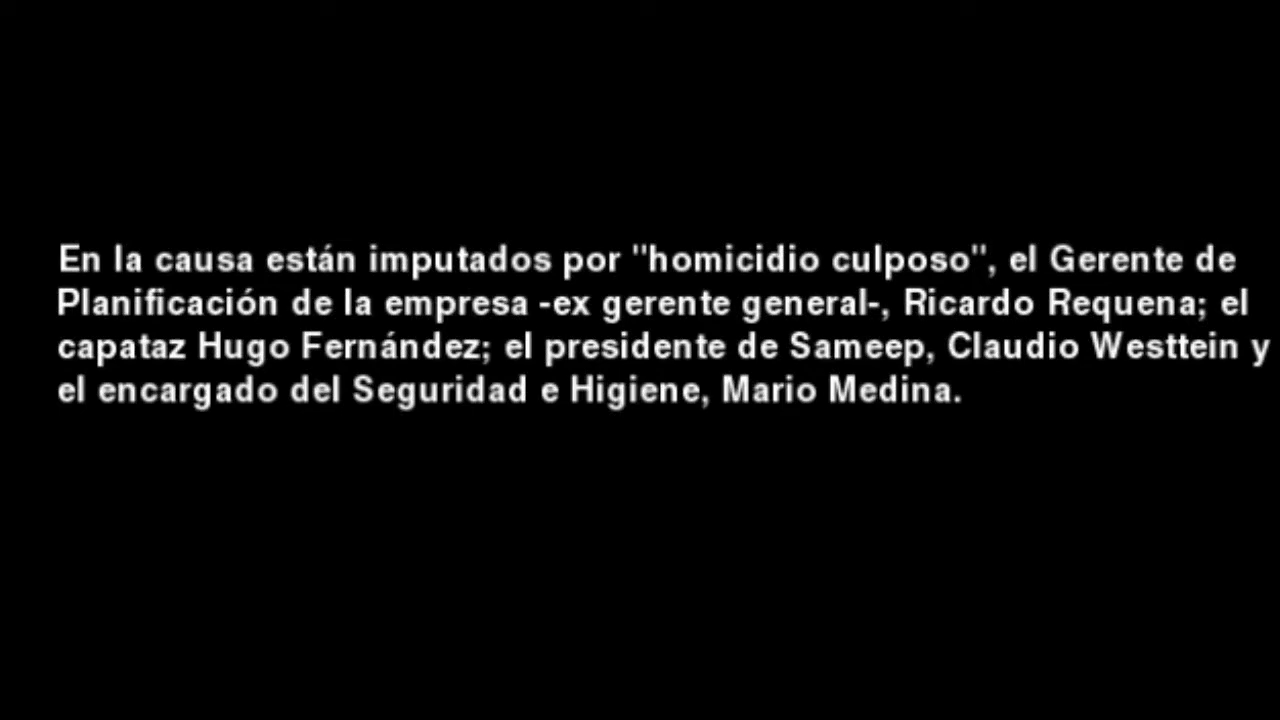 En la causa están imputados por "homicidio culposo", el Gerente de
Planificación de la empresa -ex gerente general-, Ricardo Requena; el
capataz Hugo Fernández; el presidente de Sameep, Claudio Westtein y
el encargado del Seguridad e Higiene, Mario Medina.